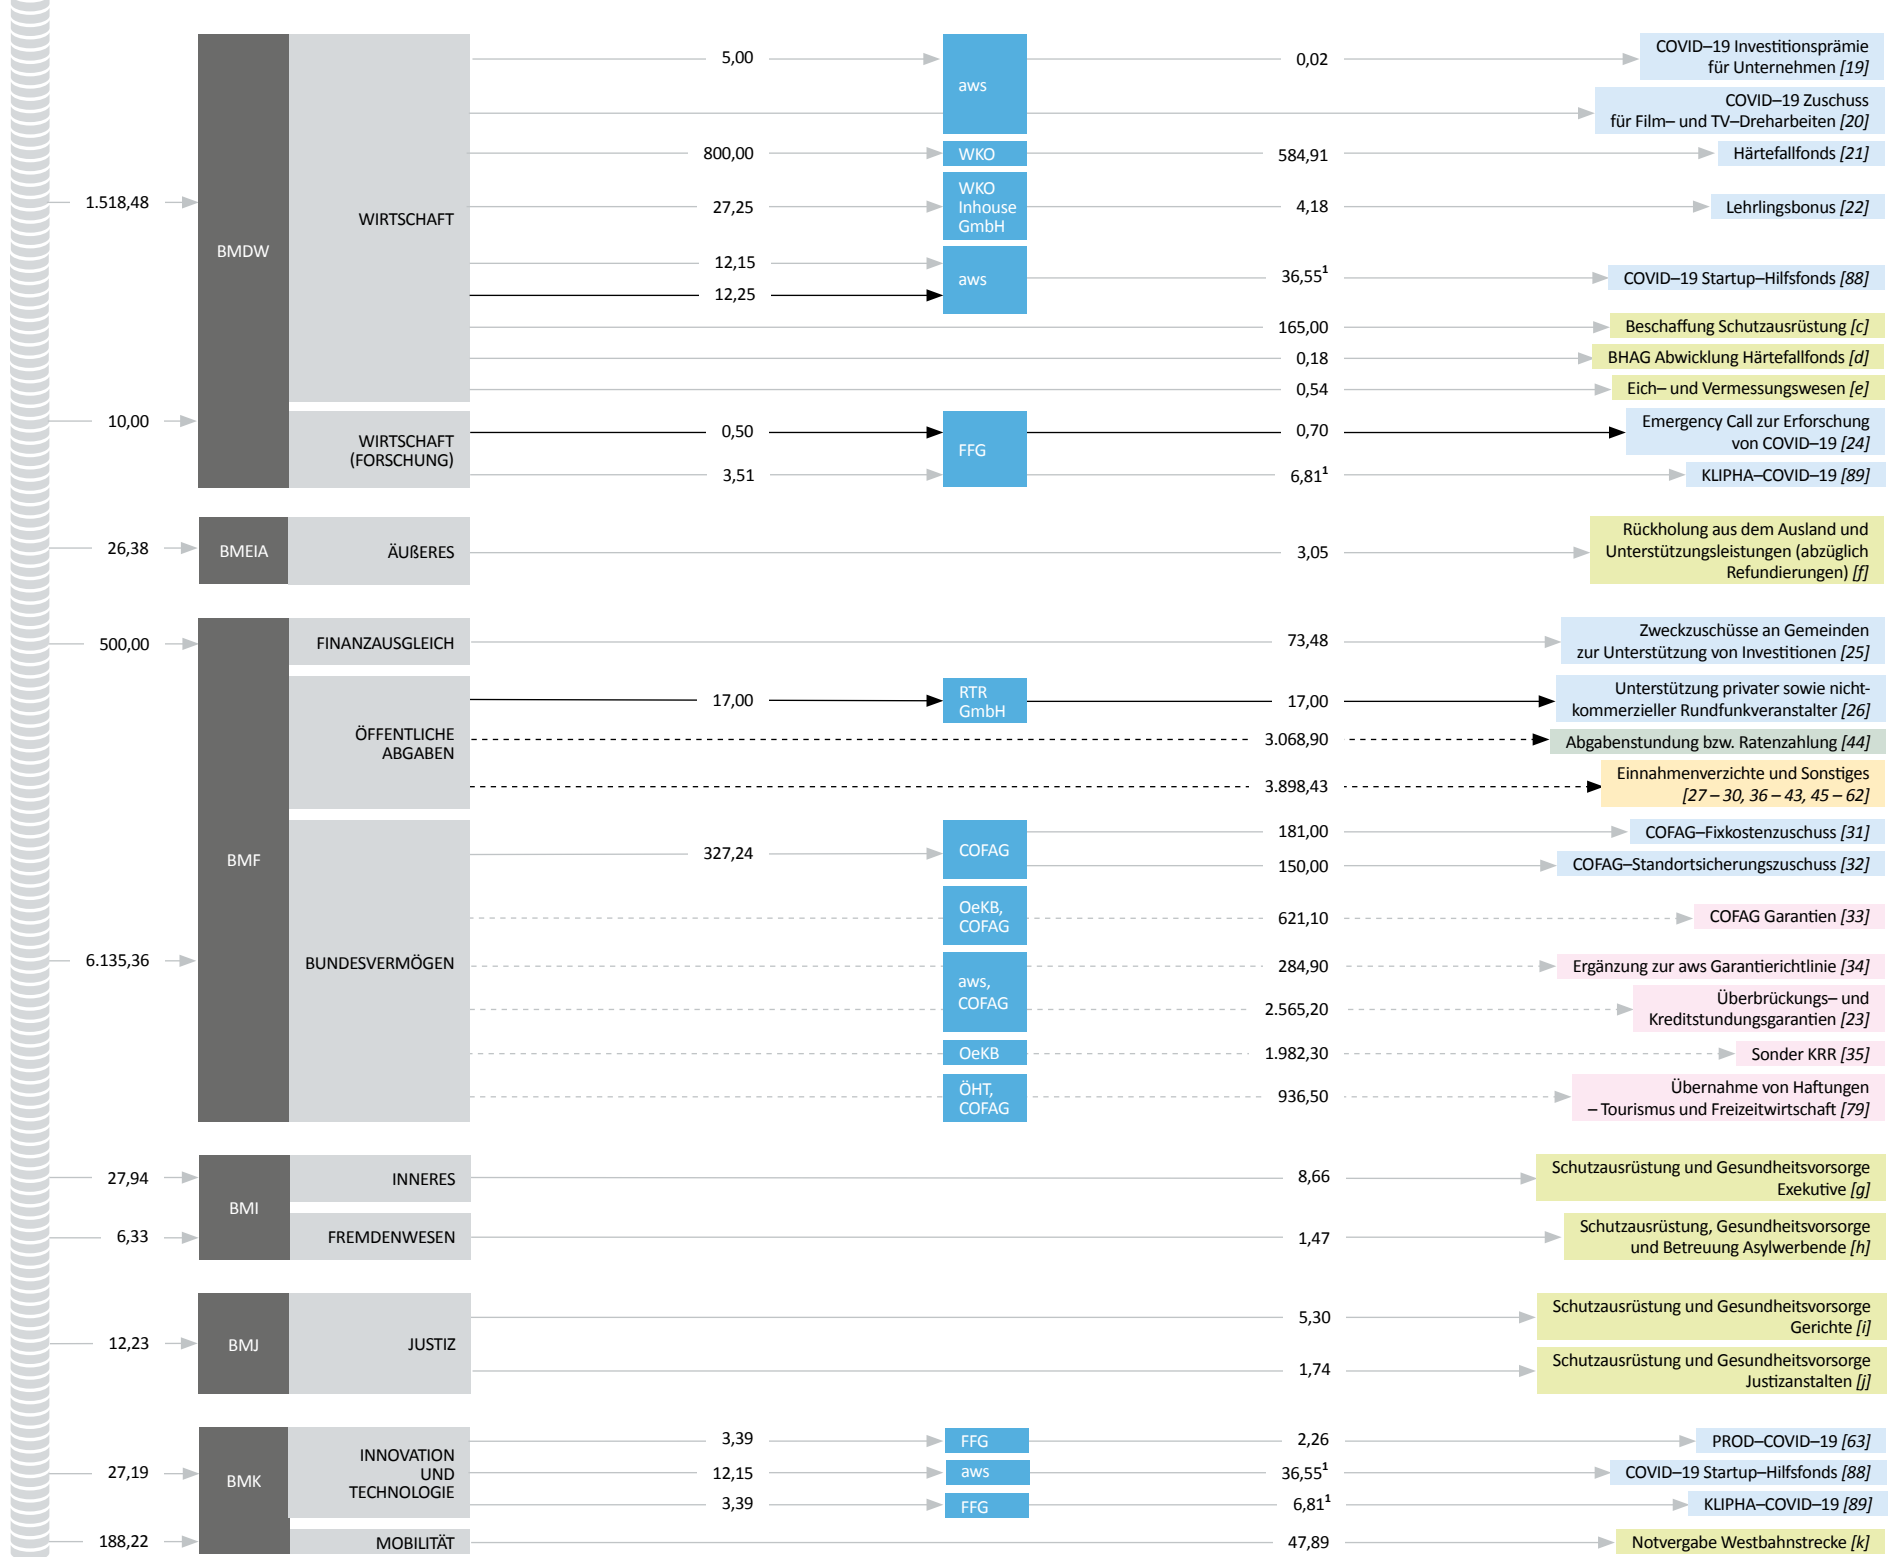 5,00
0,02
COVID–19 Investitionsprämie
für Unternehmen [19]
aws
COVID–19 Zuschuss
für Film– und TV–Dreharbeiten [20]
800,00
WKO
584,91
Härtefallfonds [21]
1.518,48
BMDW
WIRTSCHAFT
27,25
WKO
Inhouse
GmbH
4,18
Lehrlingsbonus [22]
12,15
12,25
aws
36,55¹
COVID–19 Startup–Hilfsfonds [88]
165,00
Beschaffung Schutzausrüstung [c]
0,18
BHAG Abwicklung Härtefallfonds [d]
0,54
Eich– und Vermessungswesen [e]
10,00
WIRTSCHAFT
(FORSCHUNG)
0,50
FFG
0,70
Emergency Call zur Erforschung
von COVID–19 [24]
3,51
6,81¹
KLIPHA–COVID–19 [89]
26,38
BMEIA
ÄUßERES
3,05
Rückholung aus dem Ausland und
Unterstützungsleistungen (abzüglich
Refundierungen) [f]
500,00
FINANZAUSGLEICH
73,48
Zweckzuschüsse an Gemeinden
zur Unterstützung von Investitionen [25]
ÖFFENTLICHE
ABGABEN
17,00
RTR
GmbH
17,00
Unterstützung privater sowie nicht-
kommerzieller Rundfunkveranstalter [26]
3.068,90
Abgabenstundung bzw. Ratenzahlung [44]
3.898,43
Einnahmenverzichte und Sonstiges
[27 – 30, 36 – 43, 45 – 62]
BMF
327,24
COFAG
181,00
COFAG–Fixkostenzuschuss [31]
150,00
COFAG–Standortsicherungszuschuss [32]
OeKB,
COFAG
621,10
COFAG Garantien [33]
6.135,36
BUNDESVERMÖGEN
aws,
COFAG
284,90
Ergänzung zur aws Garantierichtlinie [34]
2.565,20
Überbrückungs– und
Kreditstundungsgarantien [23]
OeKB
1.982,30
Sonder KRR [35]
ÖHT,
COFAG
936,50
Übernahme von Haftungen
– Tourismus und Freizeitwirtschaft [79]
27,94
BMI
INNERES
8,66
Schutzausrüstung und Gesundheitsvorsorge
Exekutive [g]
6,33
FREMDENWESEN
1,47
Schutzausrüstung, Gesundheitsvorsorge
und Betreuung Asylwerbende [h]
12,23
BMJ
JUSTIZ
5,30
Schutzausrüstung und Gesundheitsvorsorge
Gerichte [i]
1,74
Schutzausrüstung und Gesundheitsvorsorge
Justizanstalten [j]
27,19
BMK
INNOVATION
UND
TECHNOLOGIE
3,39
FFG
2,26
PROD–COVID–19 [63]
12,15
aws
36,55¹
COVID–19 Startup–Hilfsfonds [88]
3,39
FFG
6,81¹
KLIPHA–COVID–19 [89]
188,22
MOBILITÄT
47,89
Notvergabe Westbahnstrecke [k]